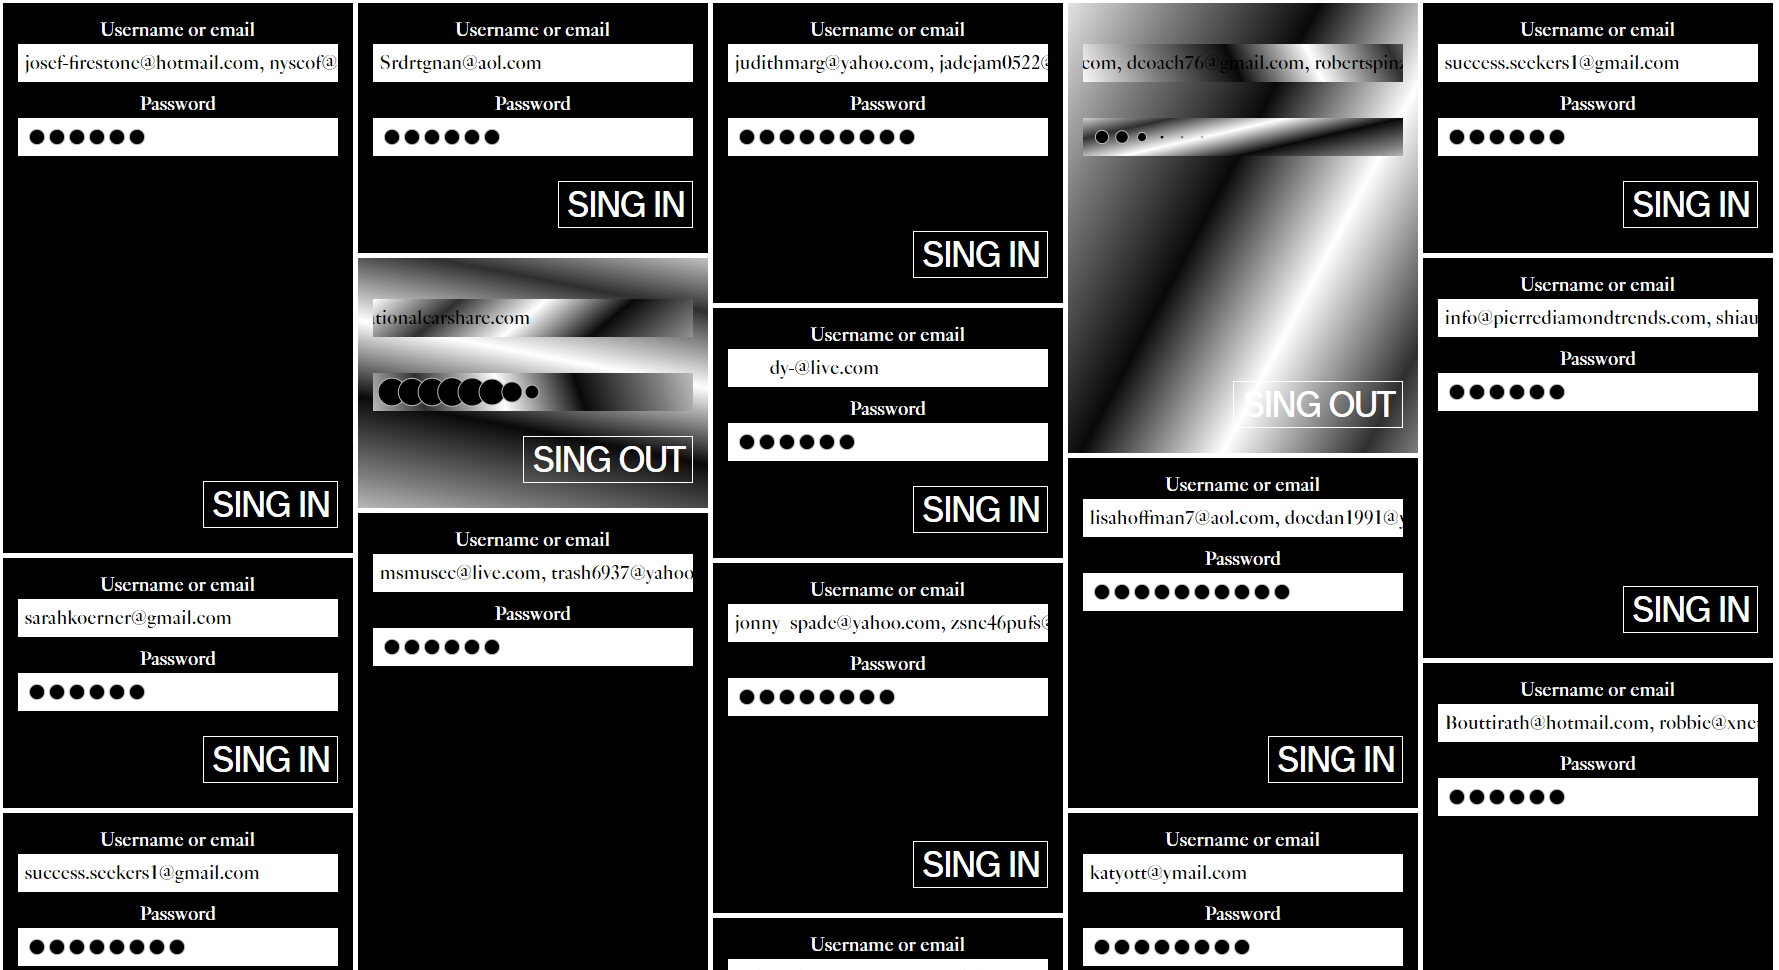 Username or email
josef-firestone@hotmail.com, nyscof@
Password
SING IN
Username or email
sarahkoerner@gmail.com
Password
SING IN
Username or email
success.seekers1@gmail.com
Password
Username or email
Srdrtgnan@aol.com
Password
SING IN
tionalcarshare.com
SING OUT
Username or email
msmusec@live.com, trash6937@yahoo
Password
Username or email
judithmarg@yahoo.com, jadejam0522@
Password
SING IN
Username or email
dy-@live.com
Password
SING IN
Username or email
jonny_spade@yahoo.com, zsnc46pufs@
Password
SING IN
Username or email
com, dcoach76@gmail.com, robertspinz
SING OUT
Username or email
lisahoffman7@aol.com, docdan1991@y
Password
SING IN
Username or email
katyott@ymail.com
Password
Username or email
success.seekers1@gmail.com
Password
SING IN
Username or email
info@pierrediamondtrends.com, shiau
Password
SING IN
Username or email
Bouttirath@hotmail.com, robbie@xne
Password